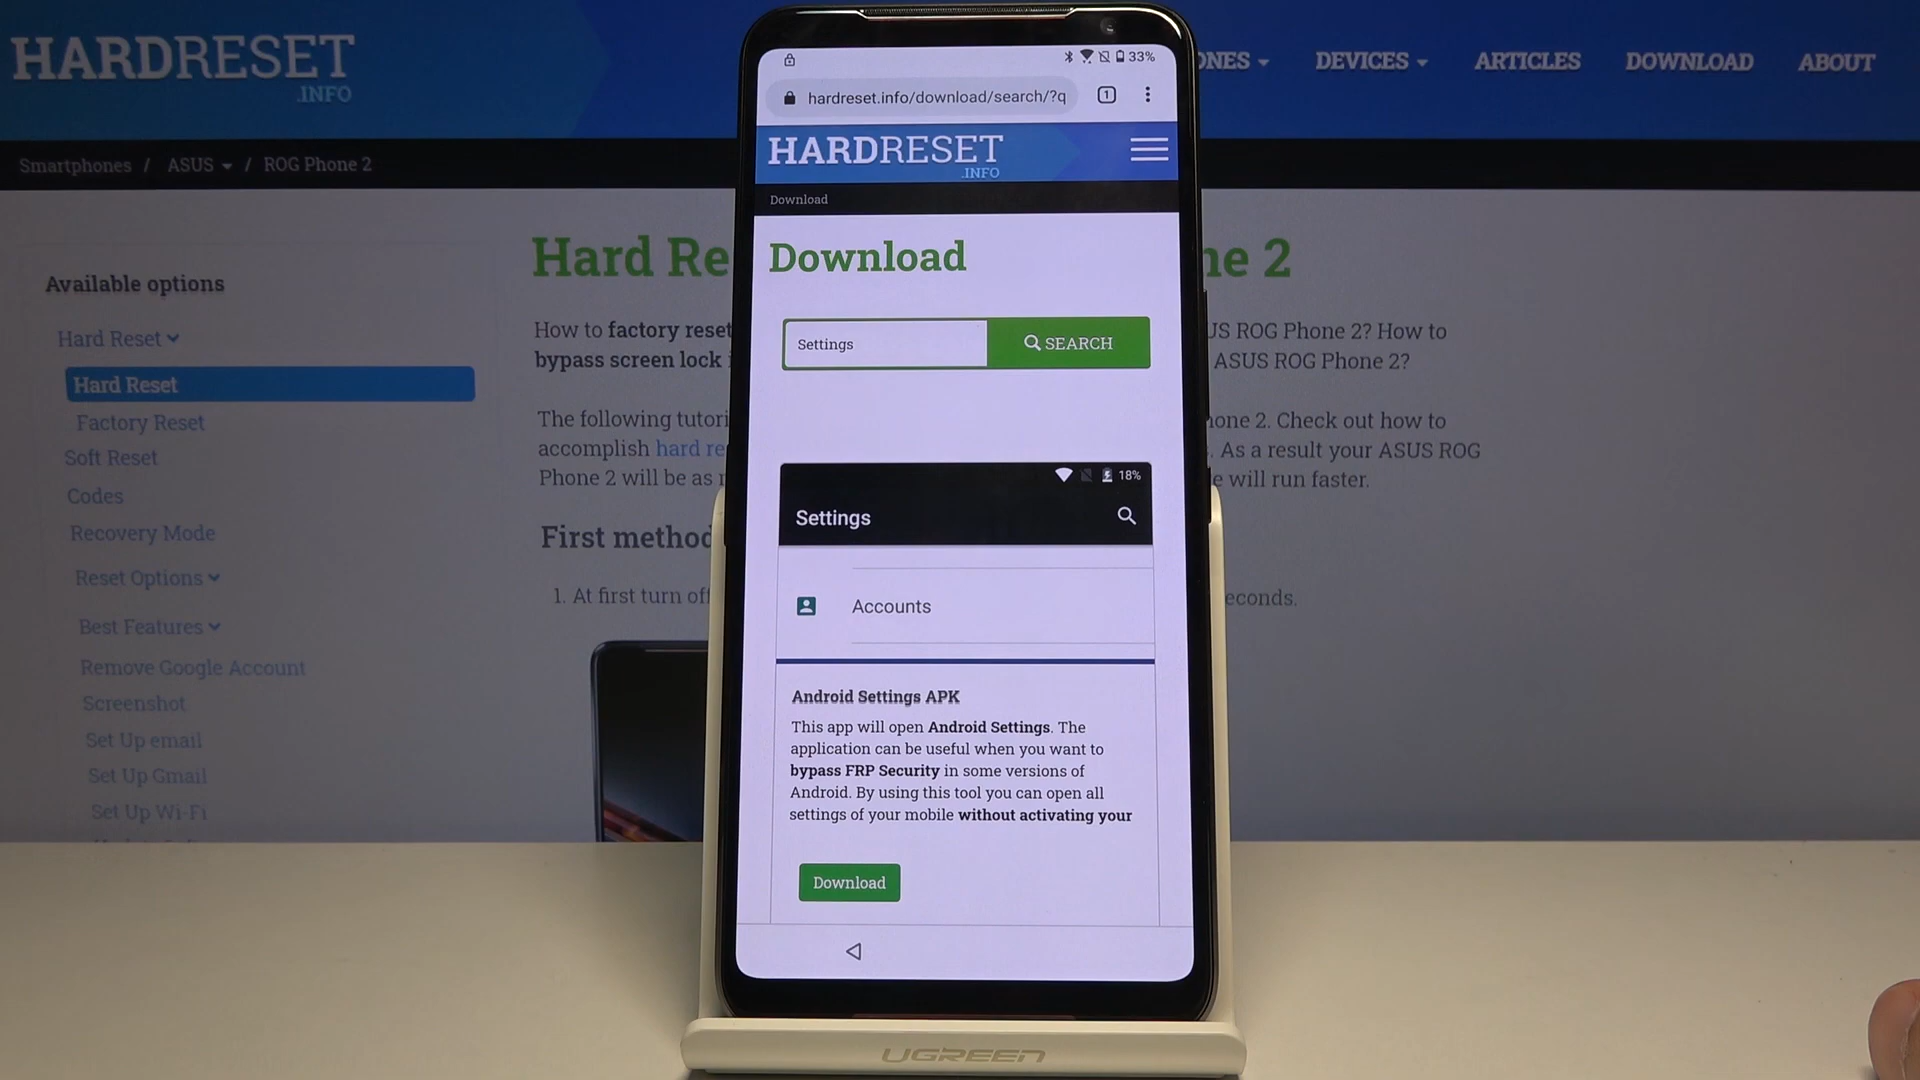 HARDRESET
.INFO
ONES
DEVICES
ARTICLES
DOWNLOAD
ABOUT
Smartphones / ASUS / ROG Phone 2
Available options
Hard Reset
Hard Reset
Factory Reset
Soft Reset
Codes
Recovery Mode
Reset Options
Best Features
Remove Google Account
Screenshot
Set Up email
Set Up Gmail
Set Up Wi-Fi
Hard Re
ne 2
How to factory reset
US ROG Phone 2? How to
bypass screen lock i
ASUS ROG Phone 2?
The following tutori
one 2. Check out how to
accomplish hard re
. As a result your ASUS ROG
Phone 2 will be as
e will run faster.
First method
1. At first turn of
econds.
33%
hardreset.info/download/search/?q
1
HARDRESET
.INFO
Download
Download
Settings
SEARCH
18%
Settings
Accounts
Android Settings APK
This app will open Android Settings. The
application can be useful when you want to
bypass FRP Security in some versions of
Android. By using this tool you can open all
settings of your mobile without activating your
Download
UGREEN